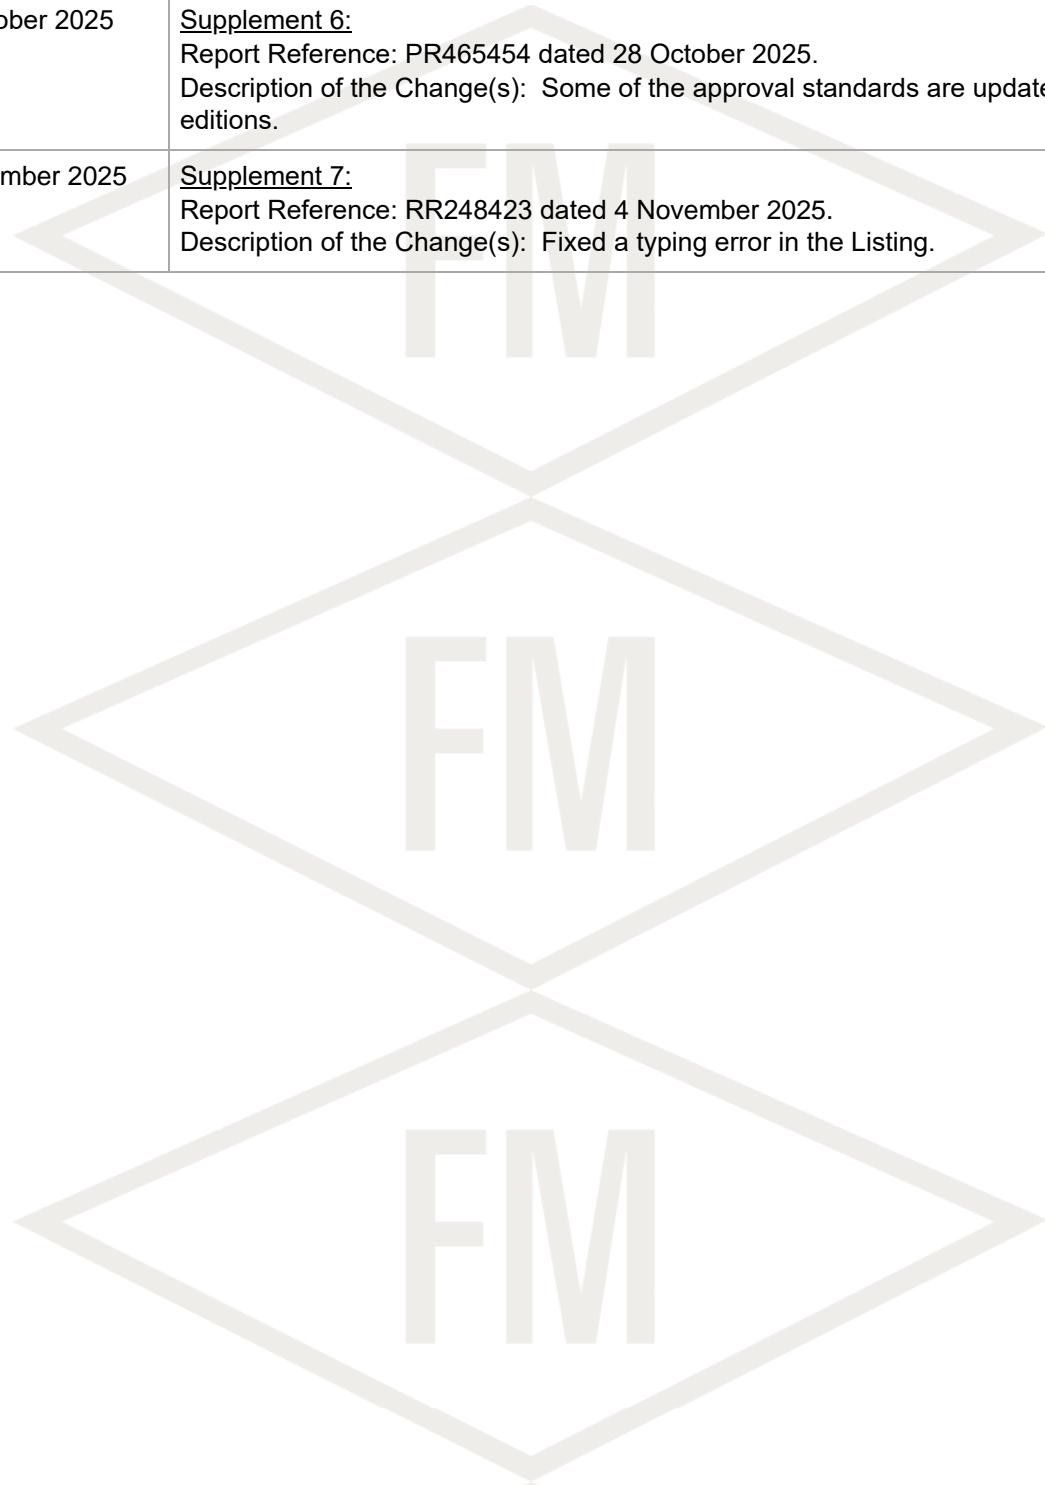 ober 2025 Supplement 6:
Report Reference: PR465454 dated 28 October 2025.
Description of the Change(s): Some of the approval standards are update
editions.
mber 2025 Supplement 7:
Report Reference: RR248423 dated 4 November 2025.
Description of the Change(s): Fixed a typing error in the Listing.
FM
FM
FM